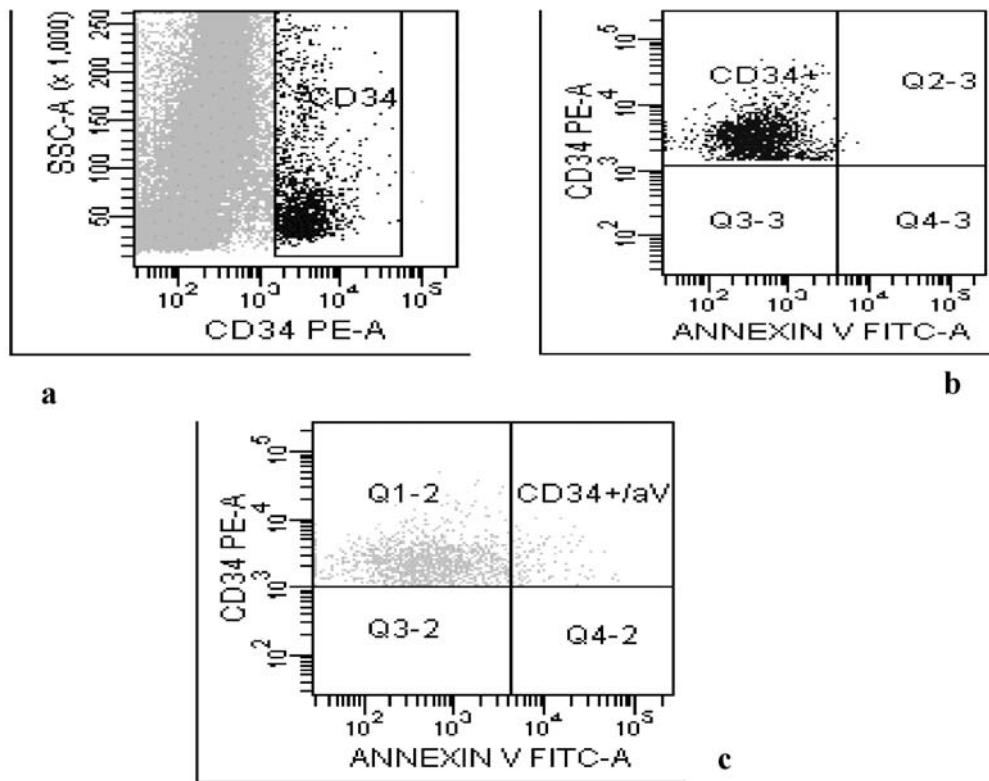 SSC-A (x 1,000)
250
200
150
100
50
CD34
10² 10³ 10⁴ 10⁵
CD34 PE-A
a
CD34 PE-A
10⁵
10⁴
10³
10²
CD34+
Q2-3
Q3-3
Q4-3
10² 10³ 10⁴ 10⁵
ANNEXIN V FITC-A
b
CD34 PE-A
10⁵
10⁴
10³
10²
Q1-2
CD34+/aV
Q3-2
Q4-2
10² 10³ 10⁴ 10⁵
ANNEXIN V FITC-A
c